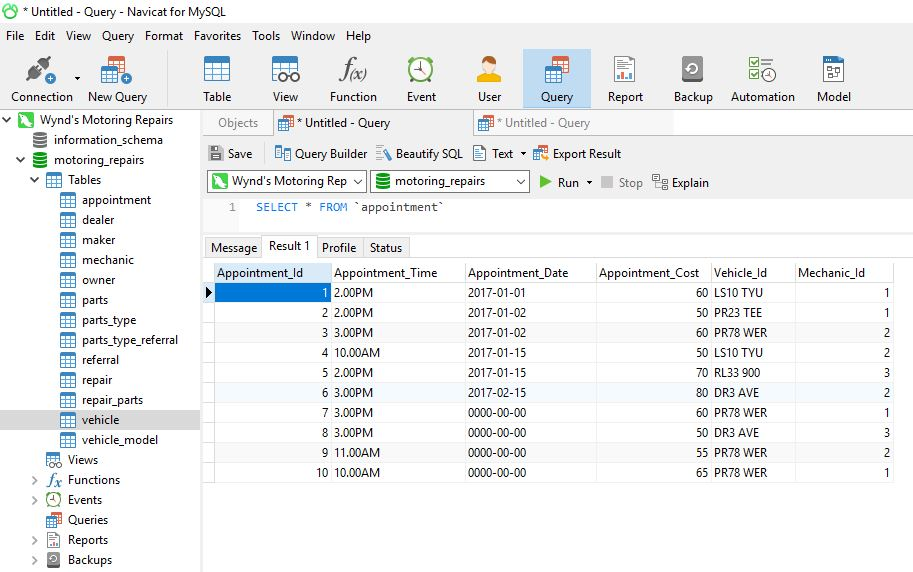 * Untitled - Query - Navicat for MySQL
File Edit View Query Format Favorites Tools Window Help
Connection New Query Table View Function Event User Query Report Backup Automation Model
f(x)
Wynd's Motoring Repairs
information_schema
motoring_repairs
Tables
appointment
dealer
maker
mechanic
owner
parts
parts_type
parts_type_referral
referral
repair
repair_parts
vehicle
vehicle_model
Views
fx Functions
Events
Queries
Reports
Backups
Objects * Untitled - Query * Untitled - Query
Save Query Builder Beautify SQL Text Export Result
Wynd's Motoring Rep motoring_repairs Run Stop Explain
1 SELECT * FROM `appointment`
Message Result 1 Profile Status
Appointment_Id Appointment_Time Appointment_Date Appointment_Cost Vehicle_Id Mechanic_Id
1 2.00PM 2017-01-01 60 LS10 TYU 1
2 2.00PM 2017-01-02 50 PR23 TEE 1
3 3.00PM 2017-01-02 60 PR78 WER 2
4 10.00AM 2017-01-15 50 LS10 TYU 2
5 2.00PM 2017-01-15 70 RL33 900 3
6 3.00PM 2017-02-15 80 DR3 AVE 2
7 3.00PM 0000-00-00 60 PR78 WER 1
8 3.00PM 0000-00-00 50 DR3 AVE 3
9 11.00AM 0000-00-00 55 PR78 WER 2
10 10.00AM 0000-00-00 65 PR78 WER 1